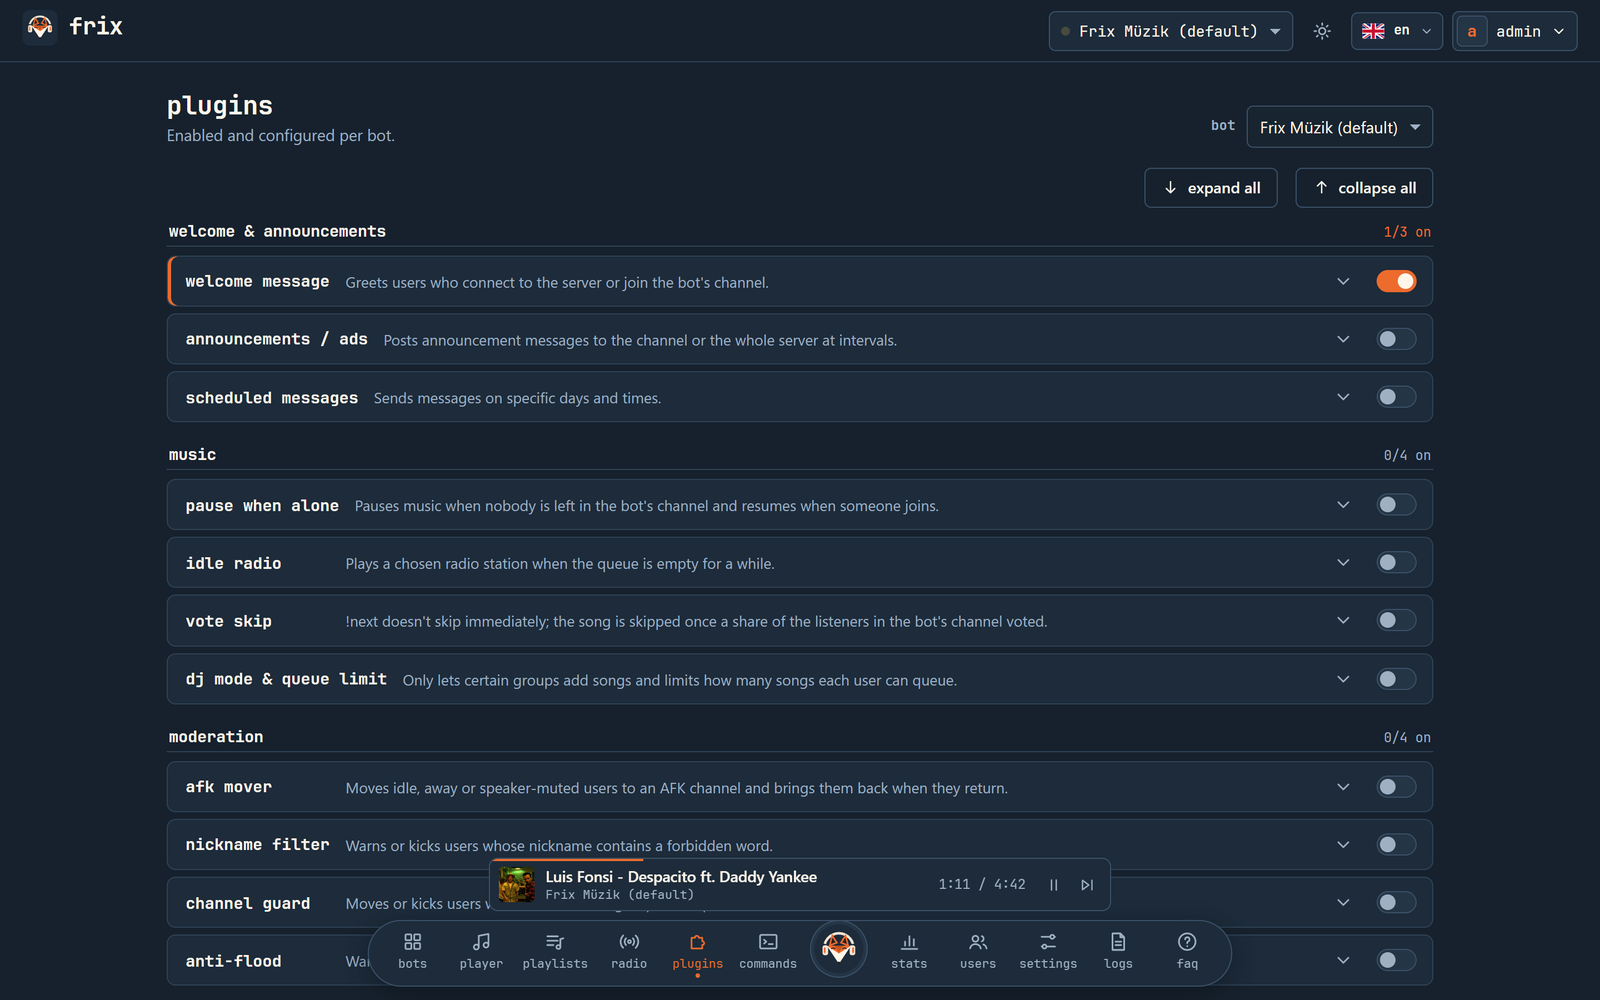 frix
Frix Müzik (default)
en
a
admin
plugins
Enabled and configured per bot.
bot
Frix Müzik (default)
expand all
collapse all
welcome & announcements
1/3 on
welcome message
Greets users who connect to the server or join the bot's channel.
announcements / ads
Posts announcement messages to the channel or the whole server at intervals.
scheduled messages
Sends messages on specific days and times.
music
0/4 on
pause when alone
Pauses music when nobody is left in the bot's channel and resumes when someone joins.
idle radio
Plays a chosen radio station when the queue is empty for a while.
vote skip
!next doesn't skip immediately; the song is skipped once a share of the listeners in the bot's channel voted.
dj mode & queue limit
Only lets certain groups add songs and limits how many songs each user can queue.
moderation
0/4 on
afk mover
Moves idle, away or speaker-muted users to an AFK channel and brings them back when they return.
nickname filter
Warns or kicks users whose nickname contains a forbidden word.
Luis Fonsi - Despacito ft. Daddy Yankee
Frix Müzik (default)
1:11 / 4:42
channel guard
Moves or kicks users
anti-flood
bots
player
playlists
radio
plugins
commands
stats
users
settings
logs
faq